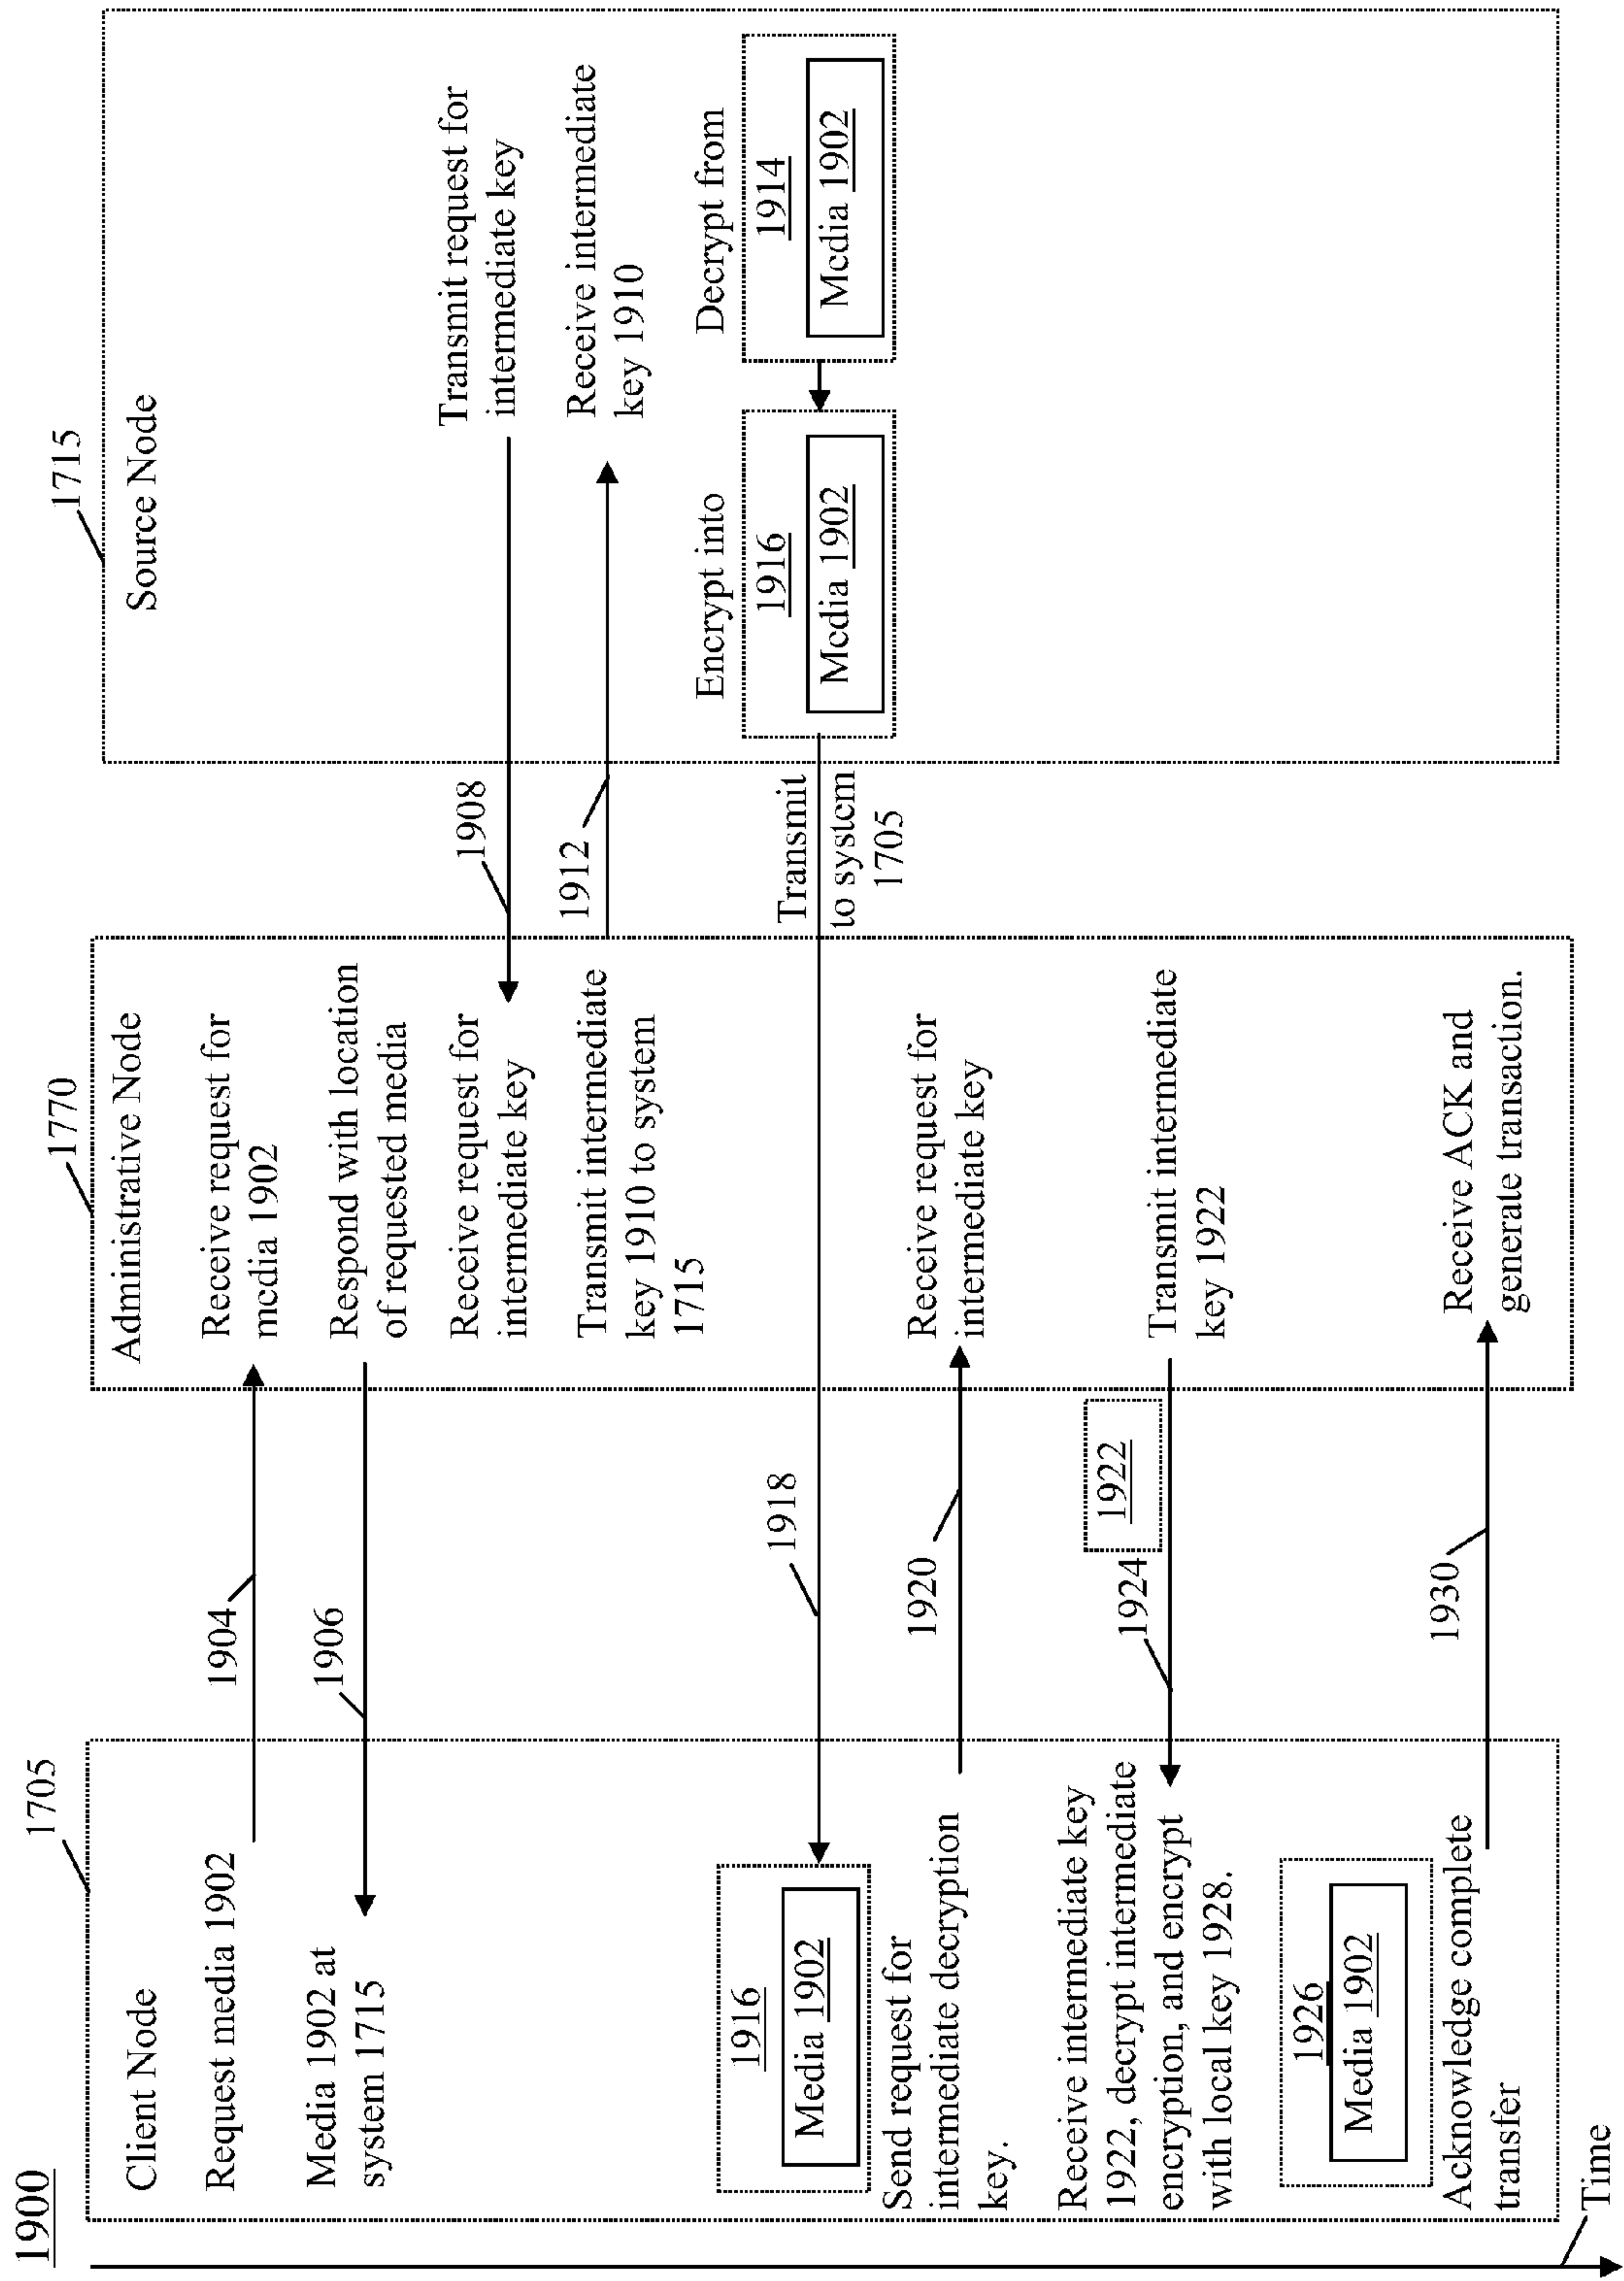 1900
1705
Client Node
Request media 1902
Media 1902 at
system 1715
1916
Media 1902
Send request for
intermediate decryption
key.
Receive intermediate key
1922, decrypt intermediate
encryption, and encrypt
with local key 1928.
1926
Media 1902
Acknowledge complete
transfer
Time
1904
1906
1918
1920
1922
1924
1930
1770
Administrative Node
Receive request for
media 1902
Respond with location
of requested media
Receive request for
intermediate key
Transmit intermediate
key 1910 to system
1715
Receive request for
intermediate key
Transmit intermediate
key 1922
Receive ACK and
generate transaction.
1908
1912
Transmit
to system
1705
1715
Source Node
Transmit request for
intermediate key
Receive intermediate
key 1910
Encrypt into
1916
Media 1902
Decrypt from
1914
Media 1902